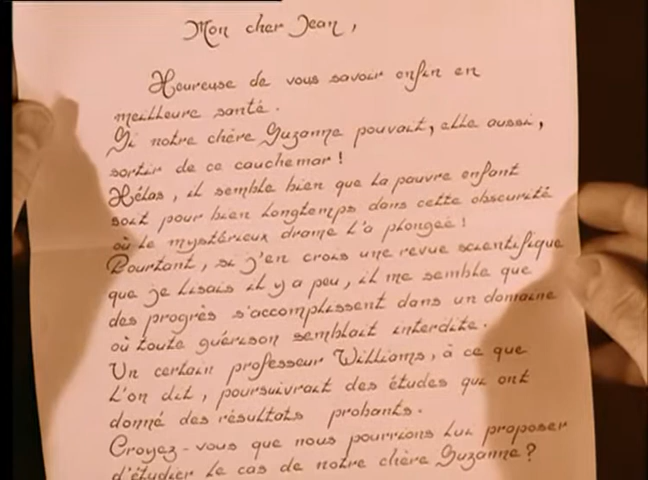 Mon cher Jean,
Heureuse de vous savoir enfin en
meilleure santé.
Si notre chère Suzanne pouvait, elle aussi,
sortir de ce cauchemar !
Hélas, il semble bien que la pauvre enfant
soit pour bien longtemps dans cette obscurité
où le mystérieux drame l'a plongée !
Pourtant, si j'en crois une revue scientifique
que je lisais il y a peu, il me semble que
des progrès s'accomplissent dans un domaine
où toute guérison semblait interdite.
Un certain professeur Williams, à ce que
l'on dit, poursuivrait des études qui ont
donné des résultats probants.
Croyez-vous que nous pourrions lui proposer
d'étudier le cas de notre chère Suzanne ?